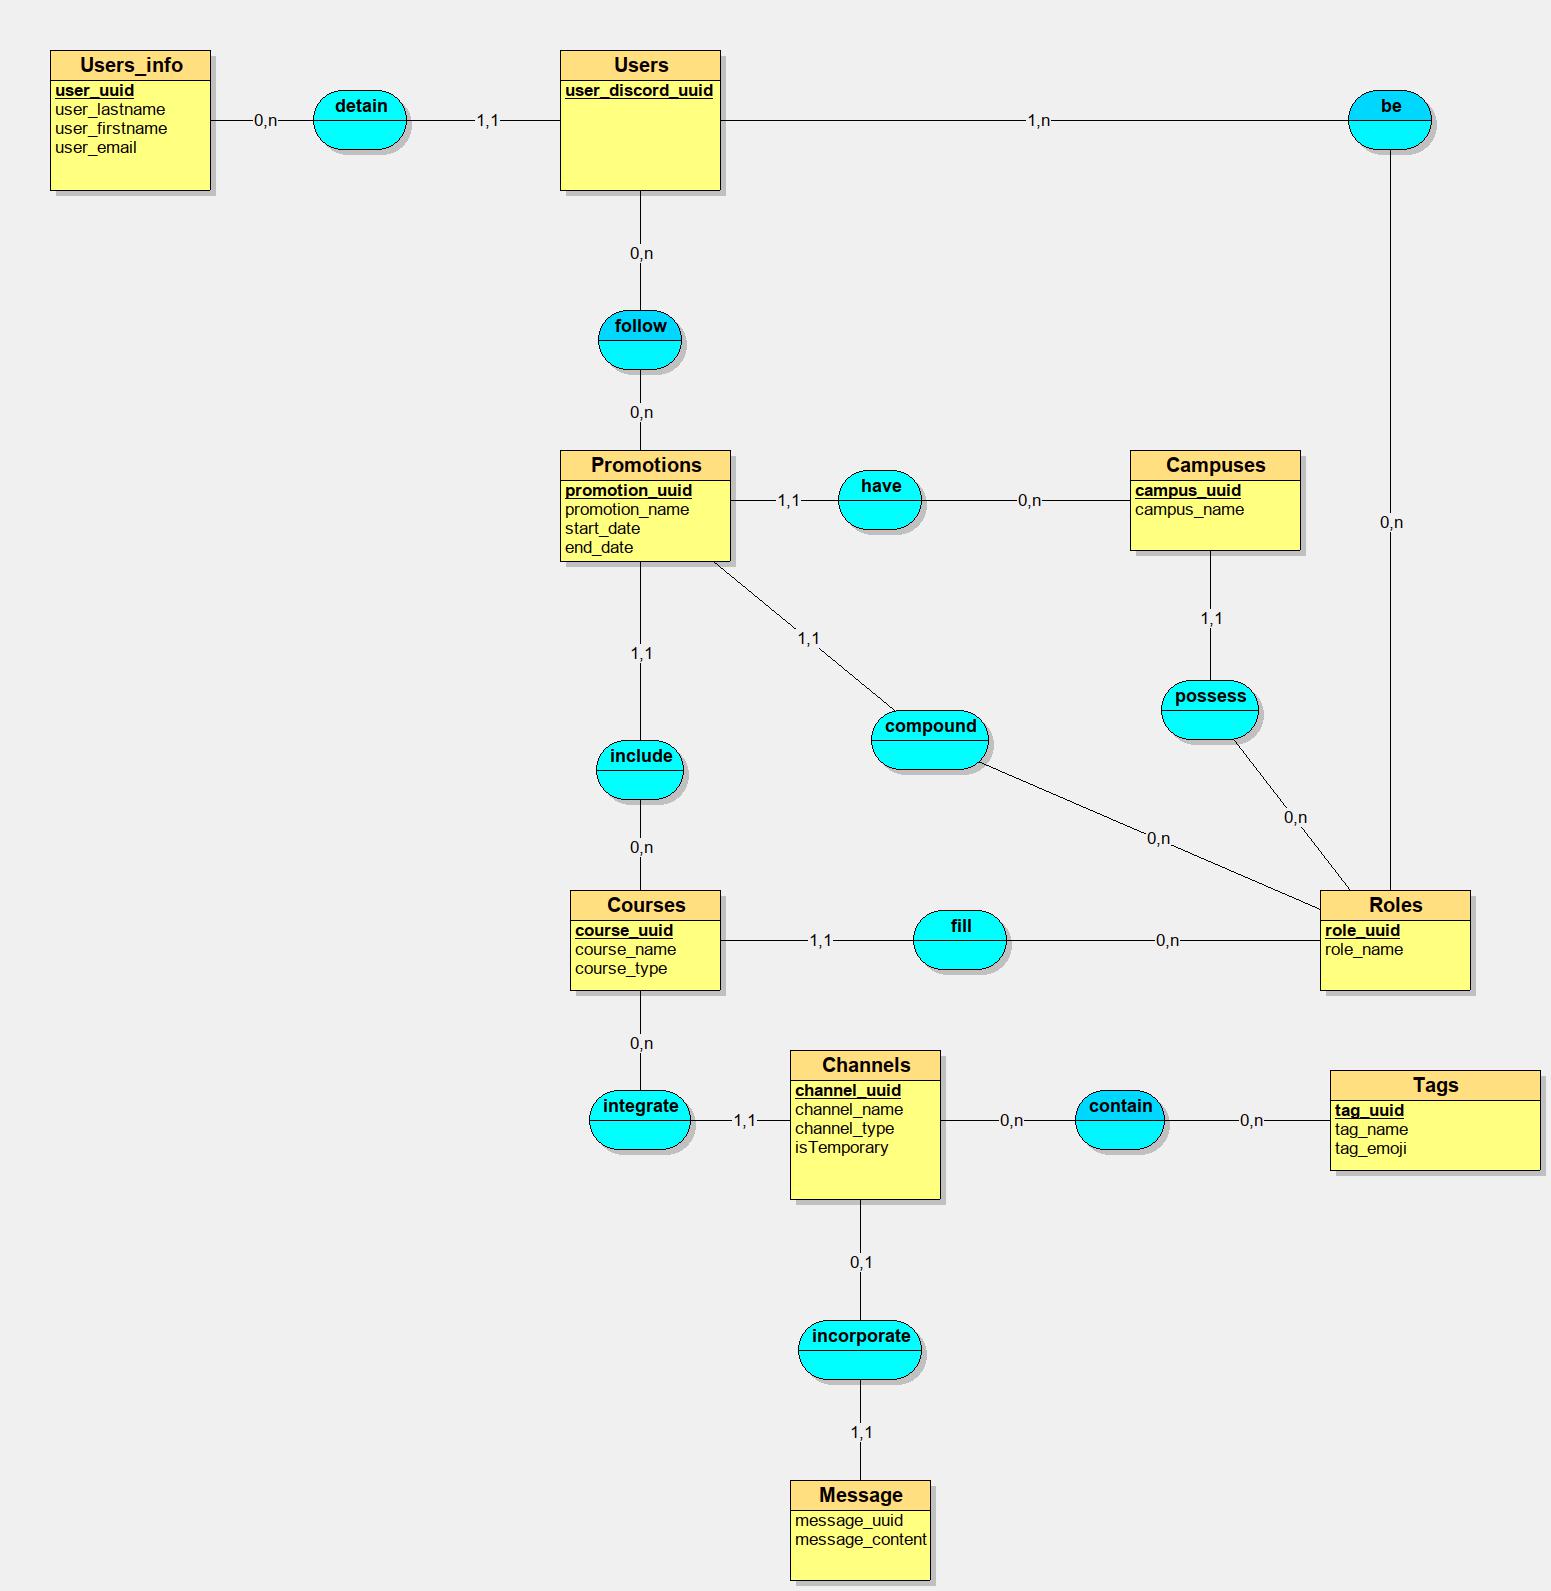 Users_info
user_uuid
user_lastname
user_firstname
user_email
0,n
detain
1,1
Users
user_discord_uuid
1,n
be
0,n
follow
0,n
Promotions
promotion_uuid
promotion_name
start_date
end_date
1,1
have
0,n
Campuses
campus_uuid
campus_name
0,n
1,1
1,1
1,1
possess
compound
include
0,n
0,n
0,n
Courses
course_uuid
course_name
course_type
1,1
fill
0,n
Roles
role_uuid
role_name
0,n
integrate
1,1
Channels
channel_uuid
channel_name
channel_type
isTemporary
0,n
contain
0,n
Tags
tag_uuid
tag_name
tag_emoji
0,1
incorporate
1,1
Message
message_uuid
message_content